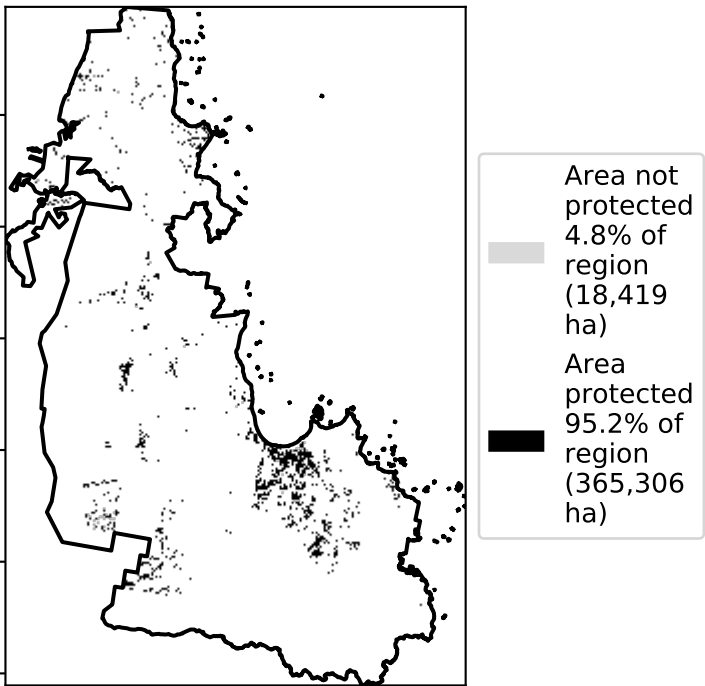 Area not
protected
4.8% of
region
(18,419
ha)
Area
protected
95.2% of
region
(365,306
ha)